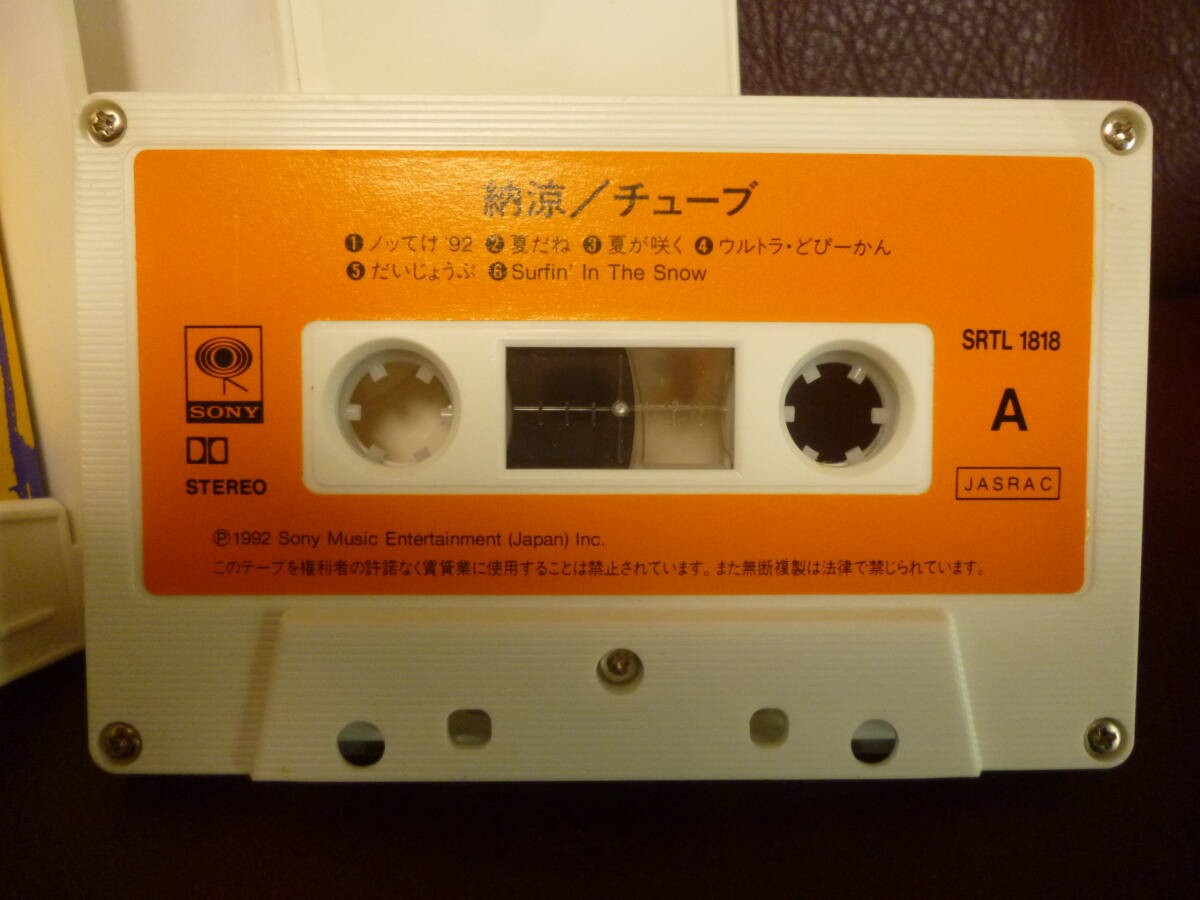 納涼/チューブ
❶ノッてけ '92 ❷夏だね ❸夏が咲く ❹ウルトラ・どぴーかん
❺だいじょうぶ ❻Surfin' In The Snow
SONY
STEREO
SRTL 1818
A
JASRAC
Ⓟ1992 Sony Music Entertainment (Japan) Inc.
このテープを権利者の許諾なく賃貸業に使用することは禁止されています。また無断複製は法律で禁じられています。